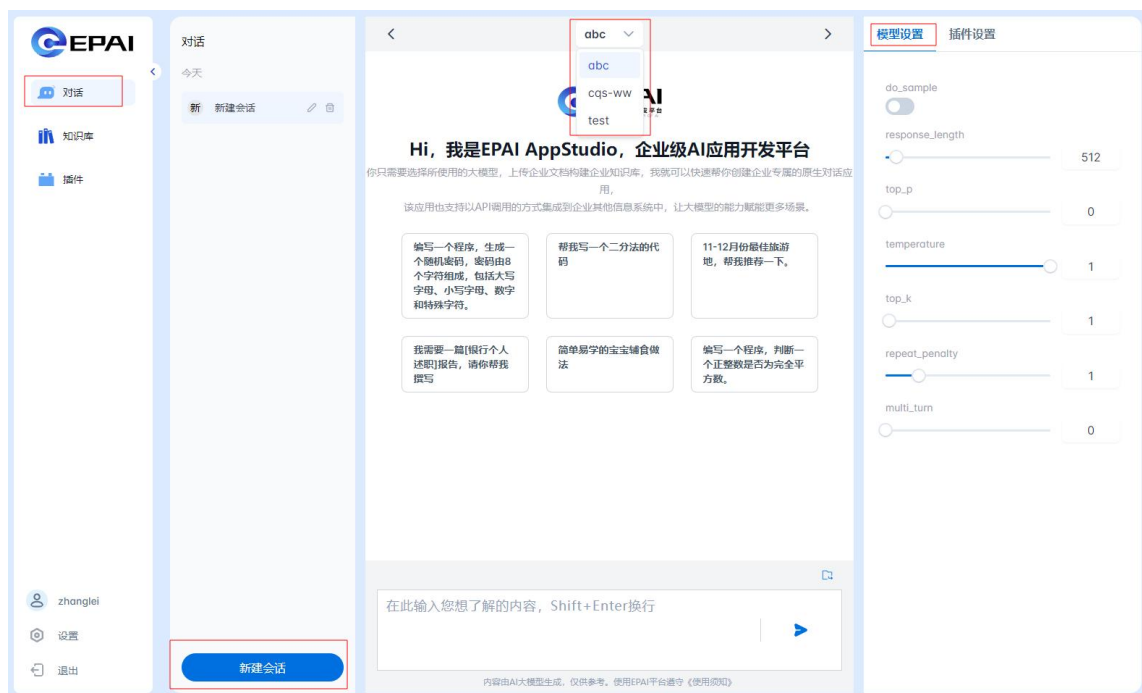 EPAI
对话
知识库
插件
zhanglei
设置
退出
对话
今天
新 新建会话
新建会话
abc
abc
cqs-ww
test
Hi，我是EPAI AppStudio，企业级AI应用开发平台
你只需要选择所使用的大模型，上传企业文档构建企业知识库，我就可以快速帮你创建企业专属的原生对话应
用，
该应用也支持以API调用的方式集成到企业其他信息系统中，让大模型的能力赋能更多场景。
编写一个程序，生成一
个随机密码，密码由8
个字符组成，包括大写
字母、小写字母、数字
和特殊字符。
帮我写一个二分法的代
码
11-12月份最佳旅游
地，帮我推荐一下。
我需要一篇[银行个人
述职]报告，请你帮我
撰写
简单易学的宝宝辅食做
法
编写一个程序，判断一
个正整数是否为完全平
方数。
在此输入您想了解的内容，Shift+Enter换行
内容由AI大模型生成，仅供参考。使用EPAI平台遵守《使用须知》
模型设置 插件设置
do_sample
response_length
512
top_p
0
temperature
1
top_k
1
repeat_penalty
1
multi_turn
0